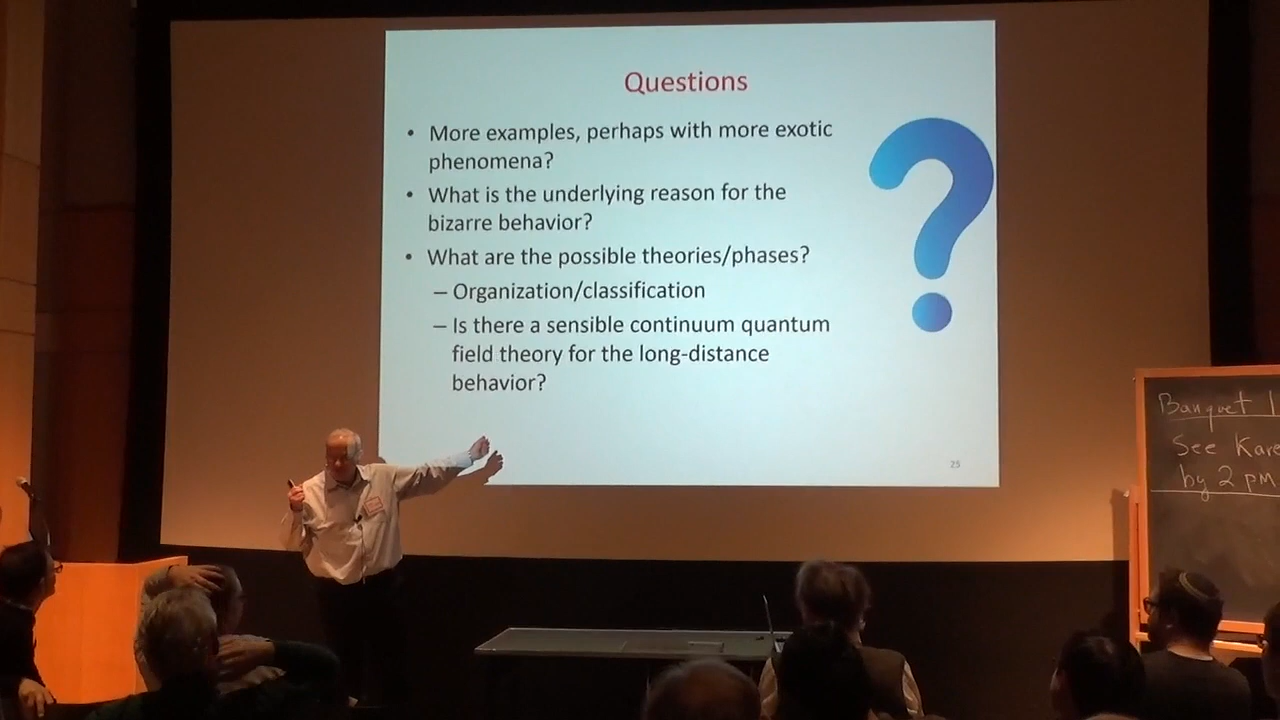 Questions
• More examples, perhaps with more exotic
phenomena?
• What is the underlying reason for the
bizarre behavior?
• What are the possible theories/phases?
– Organization/classification
– Is there a sensible continuum quantum
field theory for the long-distance
behavior?
25
Banquet
See
by 2 pm